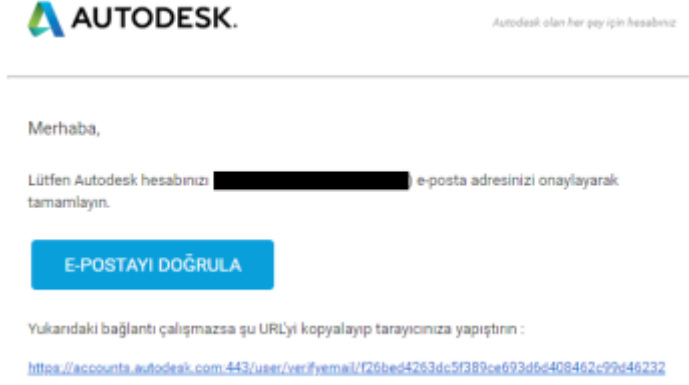 AUTODESK.
Autodesk olan her şey için hesabınız
Merhaba,
Lütfen Autodesk hesabınızı ) e-posta adresinizi onaylayarak
tamamlayın.
E-POSTAYI DOĞRULA
Yukarıdaki bağlantı çalışmazsa şu URL'yi kopyalayıp tarayıcınıza yapıştırın :
https://accounts.autodesk.com:443/user/verifyemail/f26bed4263dc5f389ce693d6d408462c99d46232